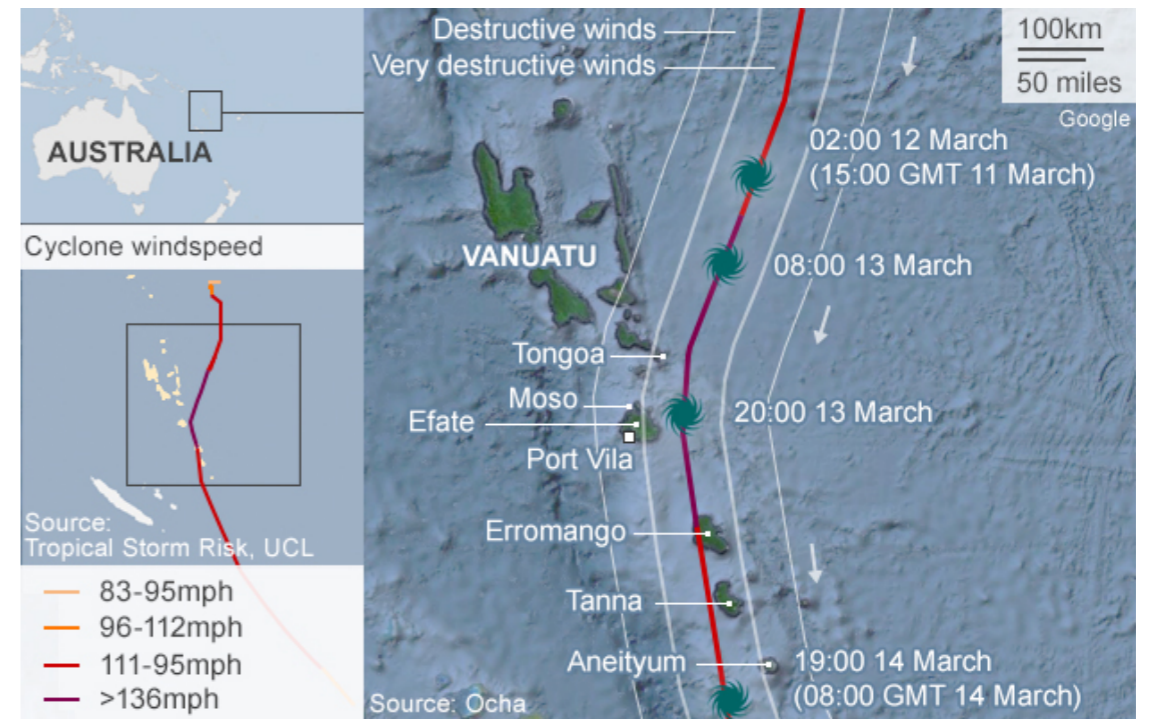 AUSTRALIA
Cyclone windspeed
Source:
Tropical Storm Risk, UCL
83-95mph
96-112mph
111-95mph
>136mph
Destructive winds
Very destructive winds
100km
50 miles
Google
02:00 12 March
(15:00 GMT 11 March)
VANUATU
08:00 13 March
Tongoa
Moso
Efate
20:00 13 March
Port Vila
Erromango
Tanna
Aneityum
19:00 14 March
(08:00 GMT 14 March)
Source: Ocha